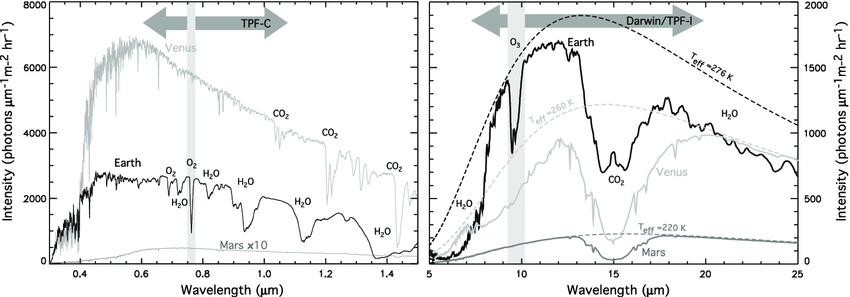 8000
6000
4000
2000
0
Intensity (photons μm⁻¹m⁻² hr⁻¹)
TPF-C
Venus
CO₂
CO₂
CO₂
Earth
O₂
O₂
H₂O
H₂O
H₂O
H₂O
H₂O
Mars x10
0.4 0.6 0.8 1.0 1.2 1.4
Wavelength (μm)
Darwin/TPF-I
O₃
Earth
Teff=276 K
Teff=260 K
H₂O
H₂O
CO₂
Venus
Teff=220 K
Mars
5 10 15 20 25
Wavelength (μm)
2000
1500
1000
500
0
Intensity (photons μm⁻¹m⁻² hr⁻¹)